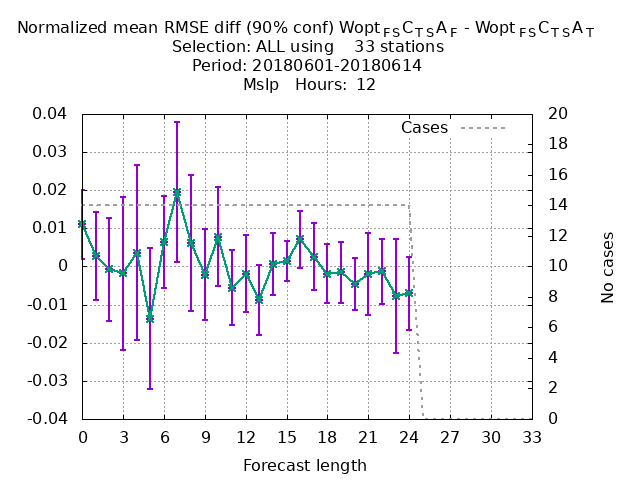 Normalized mean RMSE diff (90% conf) Wopt FS C TS A F - Wopt FS C TS A T
Selection: ALL using 33 stations
Period: 20180601-20180614
Mslp Hours: 12
Cases
0.04
0.03
0.02
0.01
0
-0.01
-0.02
-0.03
-0.04
20
18
16
14
12
10
8
6
4
2
0
No cases
0 3 6 9 12 15 18 21 24 27 30 33
Forecast length